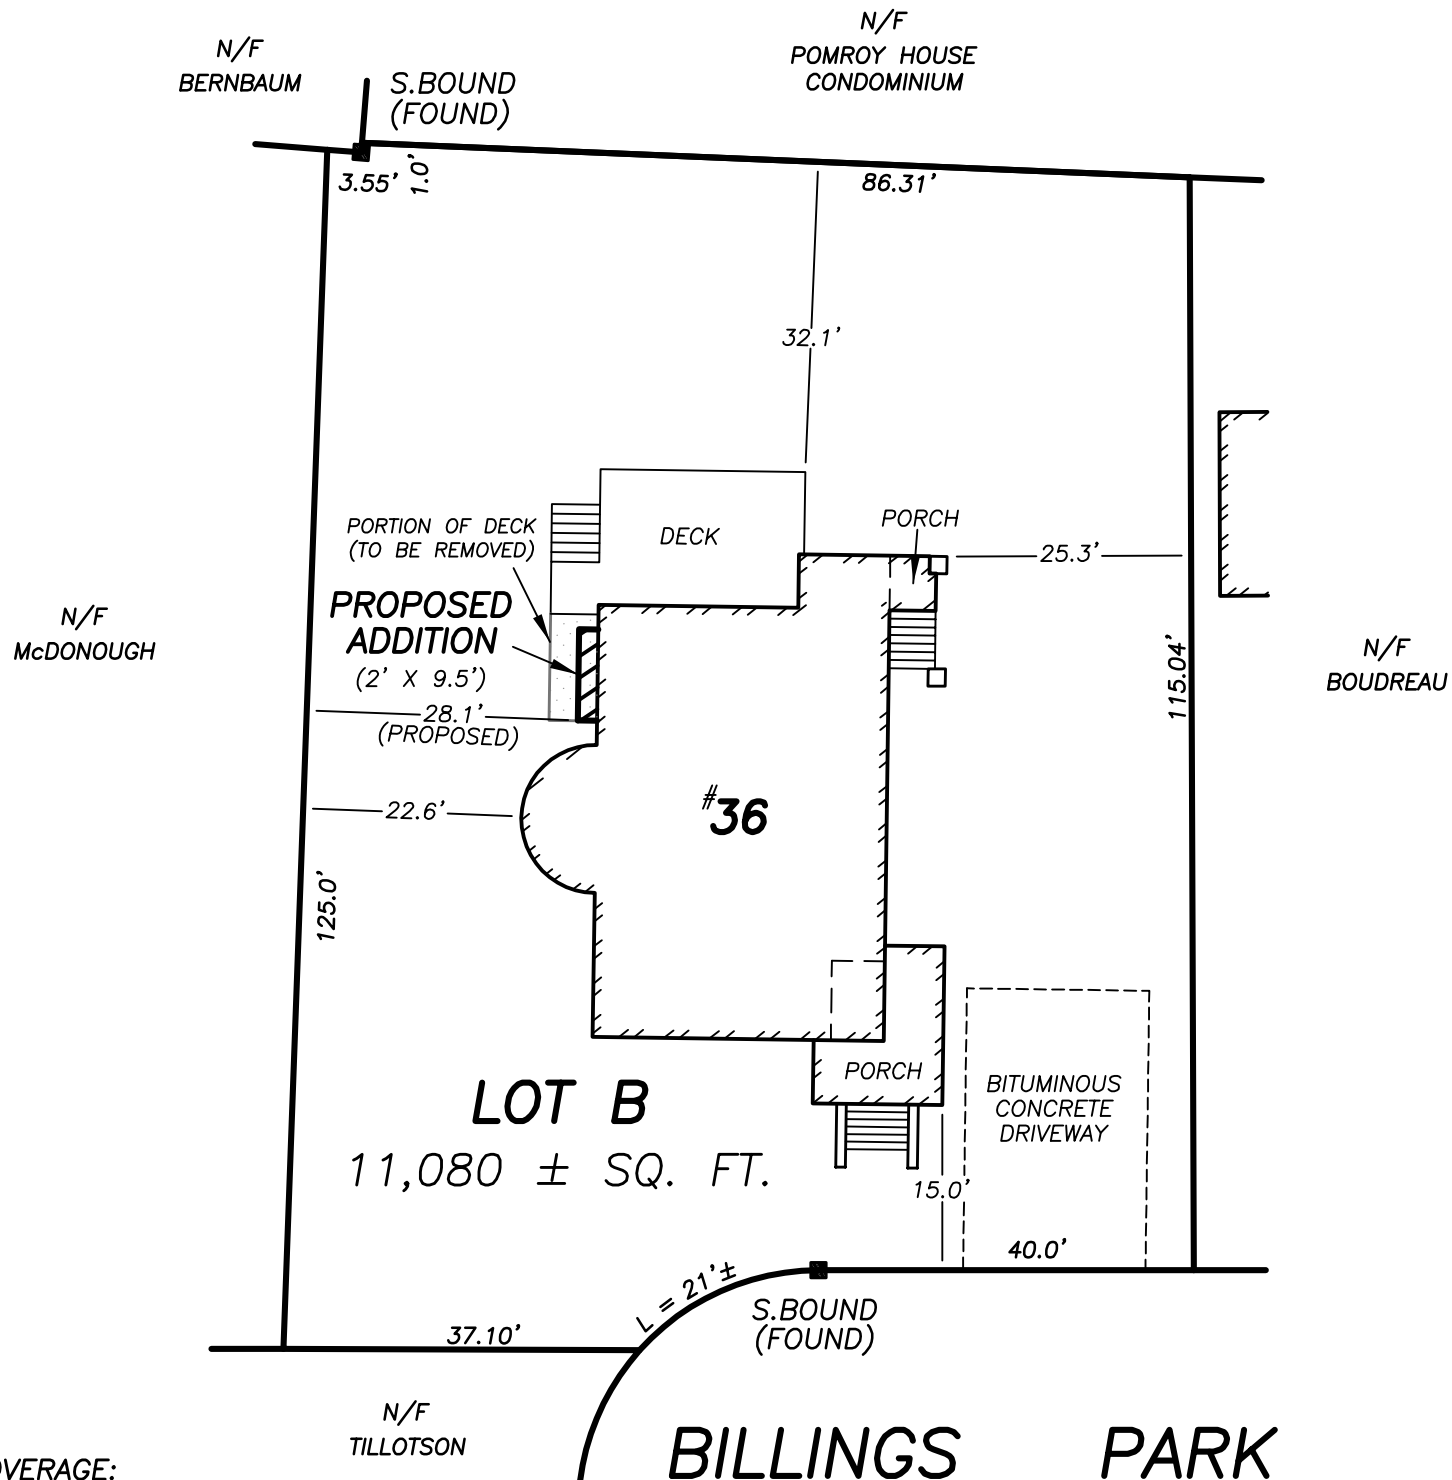 N/F
BERNBAUM
S.BOUND
(FOUND)
N/F
POMROY HOUSE
CONDOMINIUM
3.55'
1.0'
86.31'
32.1'
PORTION OF DECK
(TO BE REMOVED)
DECK
PORCH
25.3'
PROPOSED
ADDITION
(2' X 9.5')
28.1'
(PROPOSED)
N/F
McDONOUGH
N/F
BOUDREAU
115.04'
#36
22.6'
125.0'
LOT B
11,080 ± SQ. FT.
PORCH
BITUMINOUS
CONCRETE
DRIVEWAY
15.0'
40.0'
L = 21'±
S.BOUND
(FOUND)
37.10'
N/F
TILLOTSON
BILLINGS PARK
OVERAGE: